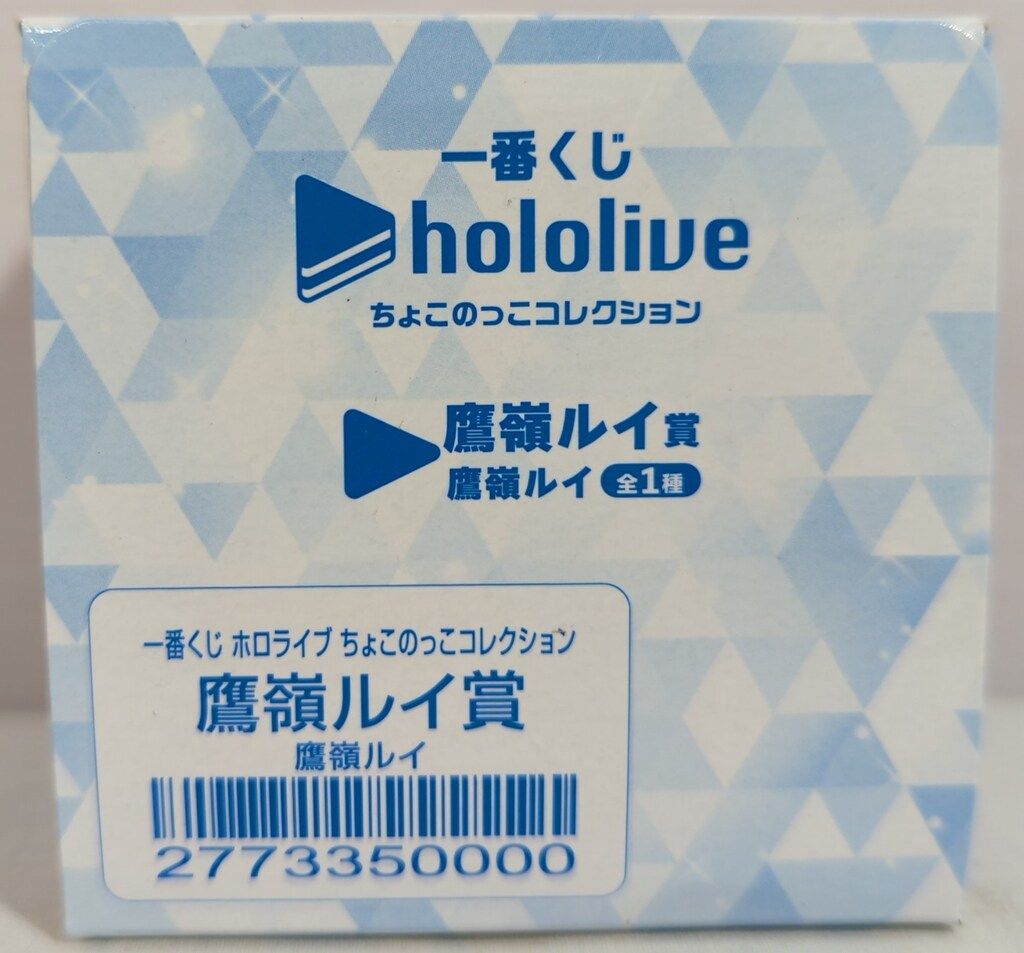 一番くじ
hololive
ちょこのっこコレクション
鷹嶺ルイ賞
鷹嶺ルイ 全1種
一番くじ ホロライブ ちょこのっこコレクション
鷹嶺ルイ賞
鷹嶺ルイ
2773350000